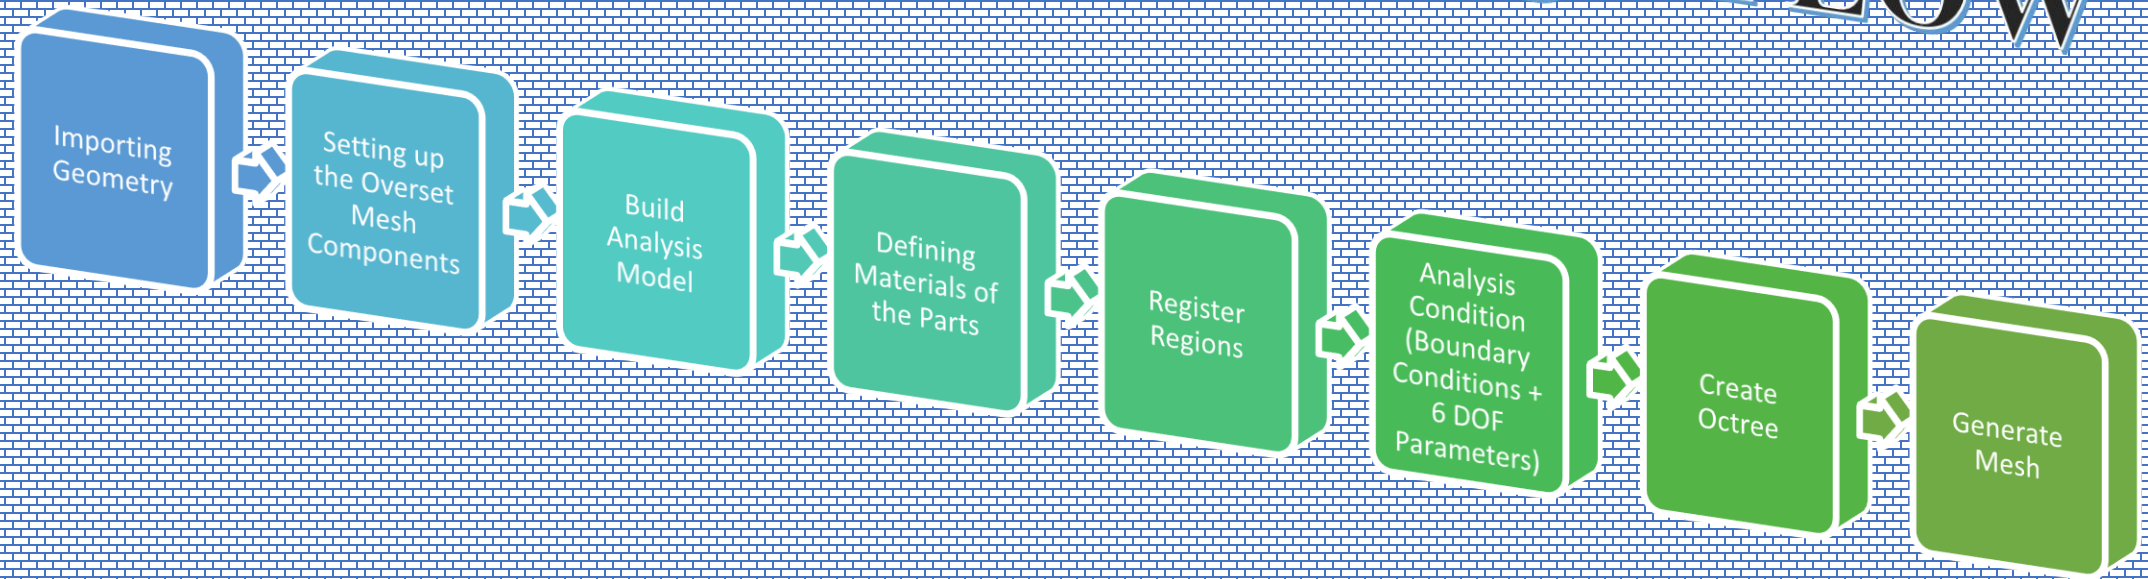 Importing
Geometry
Setting up
the Overset
Mesh
Components
Build
Analysis
Model
Defining
Materials of
the Parts
Register
Regions
Analysis
Condition
(Boundary
Conditions +
6 DOF
Parameters)
Create
Octree
Generate
Mesh